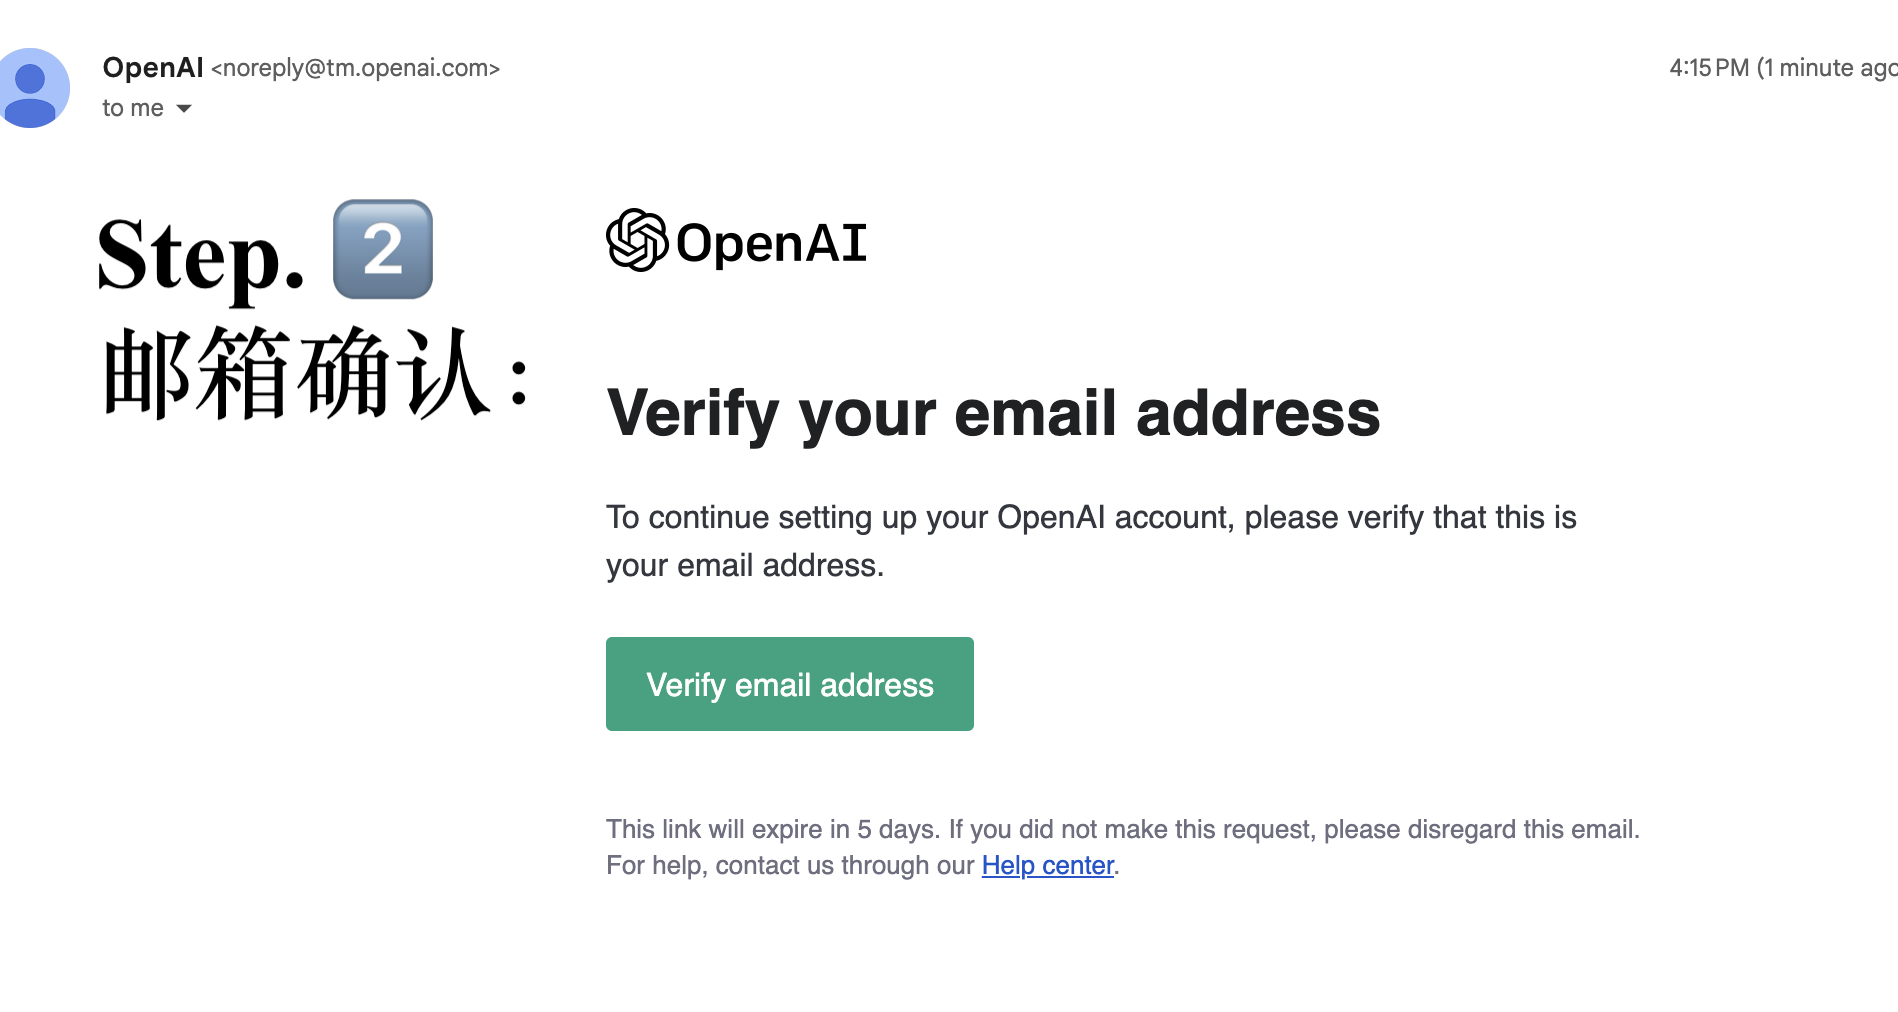 OpenAI <noreply@tm.openai.com>
4:15 PM (1 minute ago
to me
Step. 2️⃣
邮箱确认：
OpenAI
Verify your email address
To continue setting up your OpenAI account, please verify that this is
your email address.
Verify email address
This link will expire in 5 days. If you did not make this request, please disregard this email.
For help, contact us through our Help center.